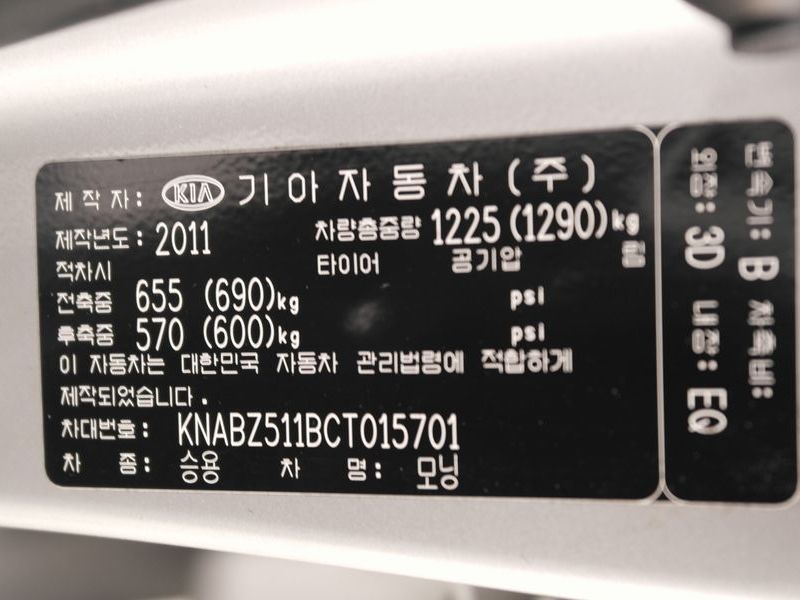 제 작 자: KIA 기 아 자 동 차 (주)
제작년도: 2011 차량총중량 1225 (1290) kg
적차시 타이어 공기압 림
전축중 655 (690) kg psi
후축중 570 (600) kg psi
이 자동차는 대한민국 자동차 관리법령에 적합하게
제작되었습니다.
차대번호: KNABZ511BCT015701
차 종: 승용 차 명: 모닝
변속기: B 차축비:
외장: 3D 내장: EQ